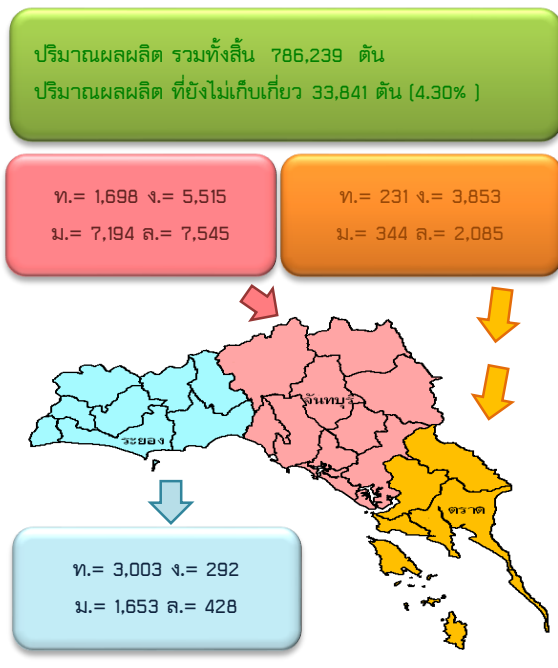 ปริมาณผลผลิต รวมทั้งสิ้น 786,239 ตัน
ปริมาณผลผลิต ที่ยังไม่เก็บเกี่ยว 33,841 ตัน (4.30% )
ท.= 1,698 ง.= 5,515
ม.= 7,194 ล.= 7,545
ท.= 231 ง.= 3,853
ม.= 344 ล.= 2,085
จันทบุรี
ระยอง
ตราด
ท.= 3,003 ง.= 292
ม.= 1,653 ล.= 428